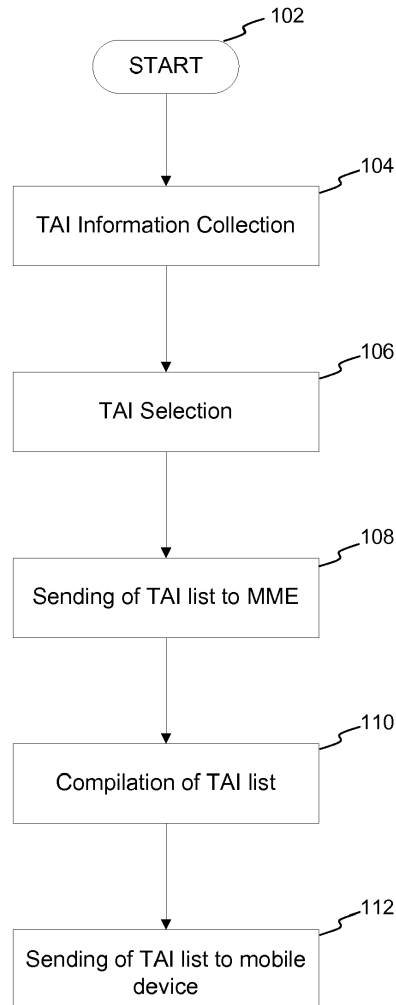 102
START
104
TAI Information Collection
106
TAI Selection
108
Sending of TAI list to MME
110
Compilation of TAI list
112
Sending of TAI list to mobile
device